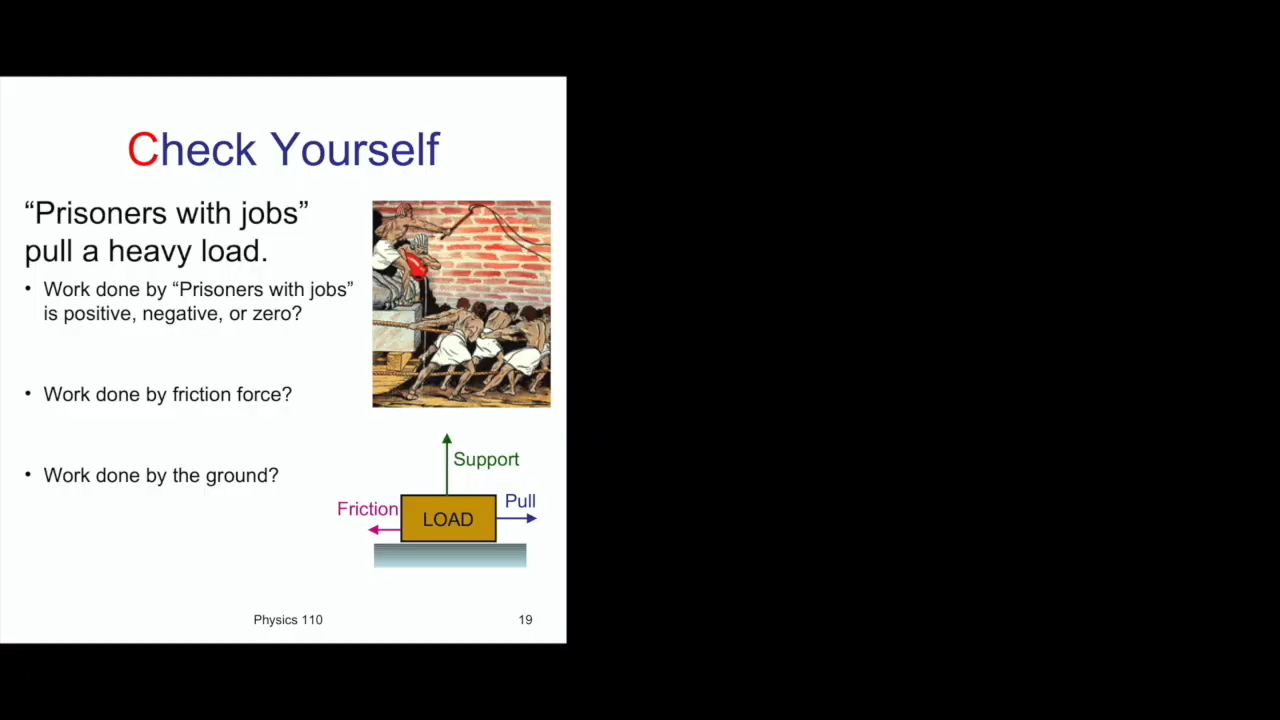 Check Yourself
“Prisoners with jobs”
pull a heavy load.
• Work done by “Prisoners with jobs”
is positive, negative, or zero?
• Work done by friction force?
• Work done by the ground?
Support
Friction
Pull
LOAD
Physics 110
19